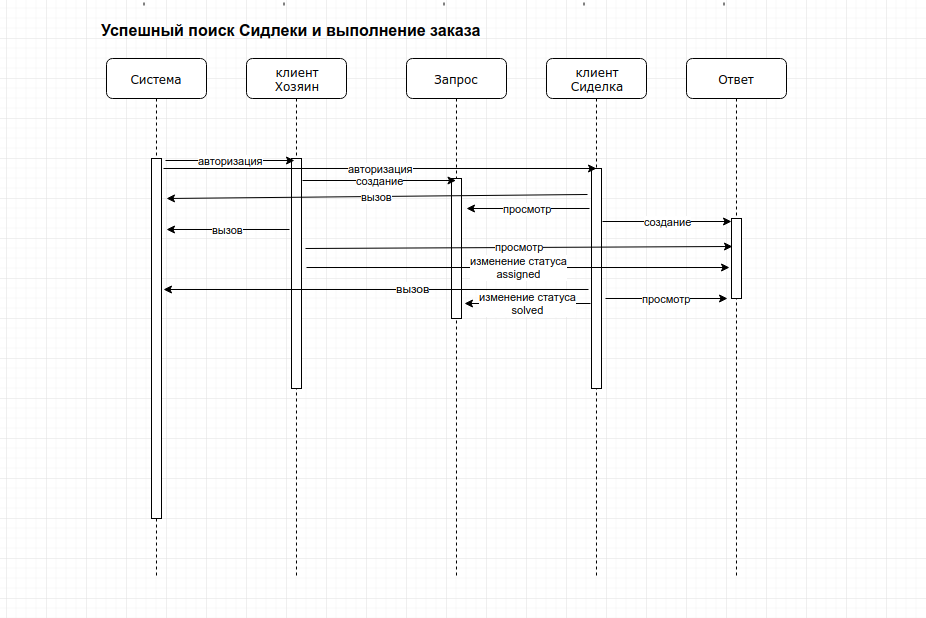 Успешный поиск Сидлеки и выполнение заказа
Система
клиент
Хозяин
Запрос
клиент
Сиделка
Ответ
авторизация
авторизация
создание
вызов
просмотр
создание
вызов
просмотр
изменение статуса
assigned
вызов
изменение статуса
solved
просмотр